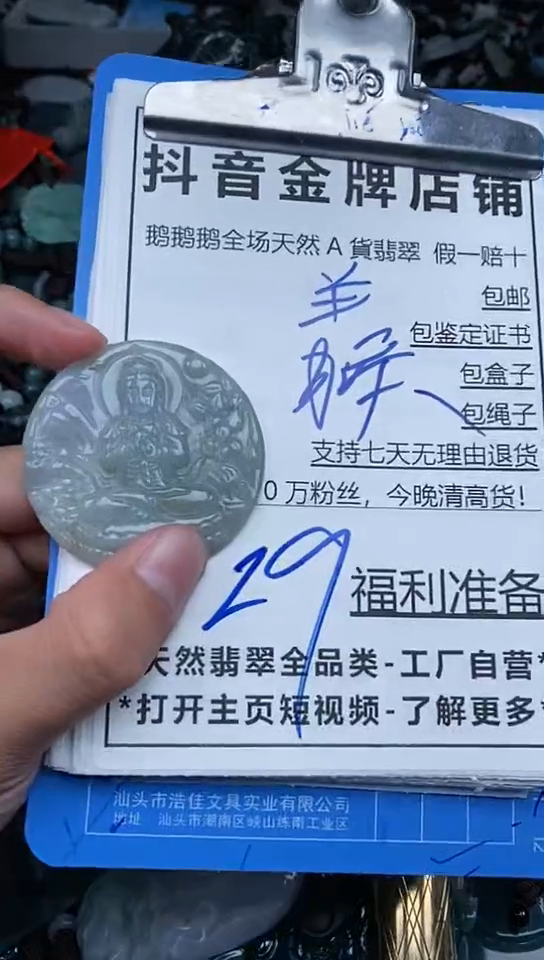 抖音金牌店铺
鹅鹅鹅全场天然A貨翡翠 假一赔十
羊
猴
包邮
包鉴定证书
包盒子
包绳子
支持七天无理由退货
0万粉丝，今晚清高货！
29
福利准备
天然翡翠全品类-工厂自营*
*打开主页短视频-了解更多*
汕头市浩佳文具实业有限公司
地址 汕头市潮南区峡山练南工业区